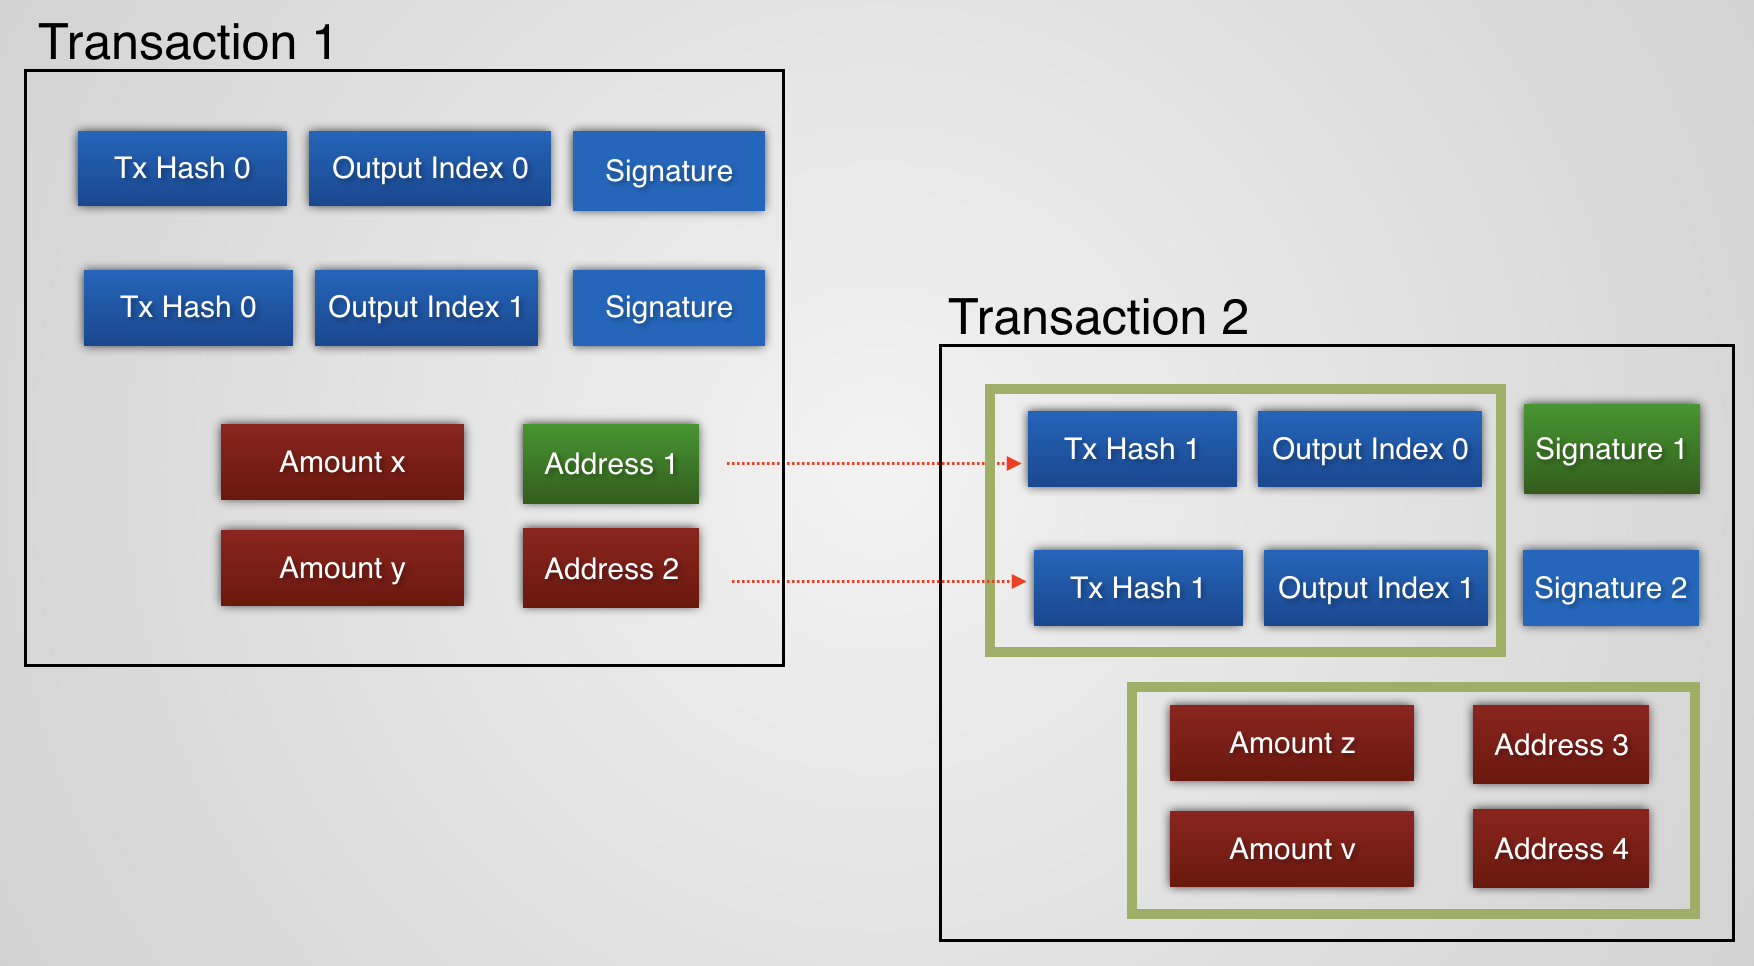 Transaction 1
Tx Hash 0 Output Index 0 Signature
Tx Hash 0 Output Index 1 Signature
Amount x Address 1
Amount y Address 2
Transaction 2
Tx Hash 1 Output Index 0 Signature 1
Tx Hash 1 Output Index 1 Signature 2
Amount z Address 3
Amount v Address 4